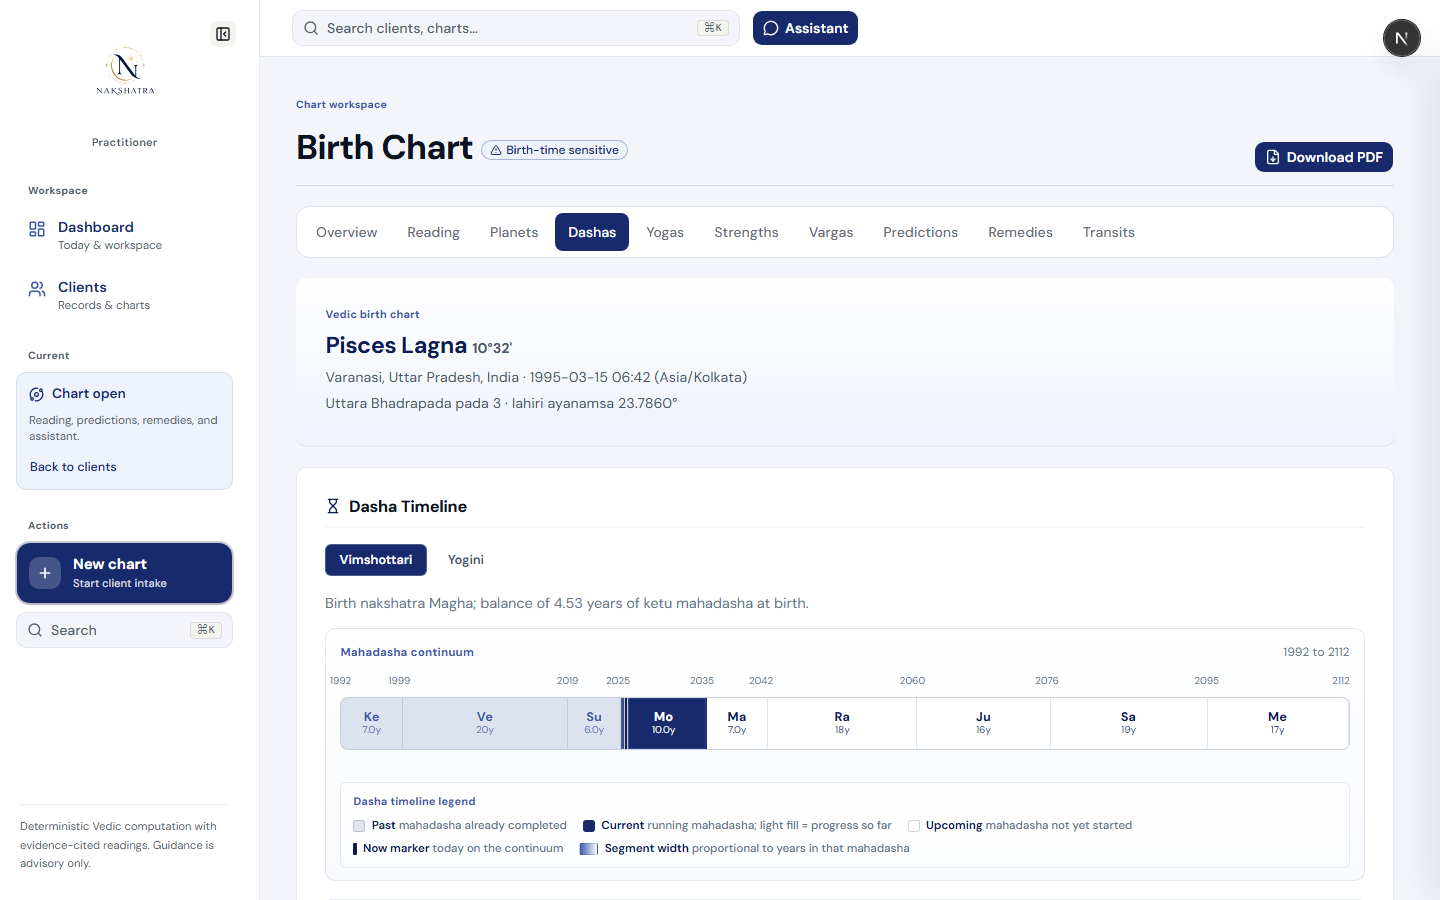 NAKSHATRA
Practitioner
Workspace
Dashboard
Today & workspace
Clients
Records & charts
Current
Chart open
Reading, predictions, remedies, and
assistant.
Back to clients
Actions
New chart
Start client intake
Search ⌘K
Deterministic Vedic computation with
evidence-cited readings. Guidance is
advisory only.
Search clients, charts... ⌘K Assistant
N
Chart workspace
Birth Chart Birth-time sensitive
Download PDF
Overview Reading Planets Dashas Yogas Strengths Vargas Predictions Remedies Transits
Vedic birth chart
Pisces Lagna 10°32'
Varanasi, Uttar Pradesh, India · 1995-03-15 06:42 (Asia/Kolkata)
Uttara Bhadrapada pada 3 · lahiri ayanamsa 23.7860°
Dasha Timeline
Vimshottari Yogini
Birth nakshatra Magha; balance of 4.53 years of ketu mahadasha at birth.
Mahadasha continuum 1992 to 2112
1992 1999 2019 2025 2035 2042 2060 2076 2095 2112
Ke Ve Su Mo Ma Ra Ju Sa Me
7.0y 20y 6.0y 10.0y 7.0y 18y 16y 19y 17y
Dasha timeline legend
Past mahadasha already completed Current running mahadasha; light fill = progress so far Upcoming mahadasha not yet started
Now marker today on the continuum Segment width proportional to years in that mahadasha